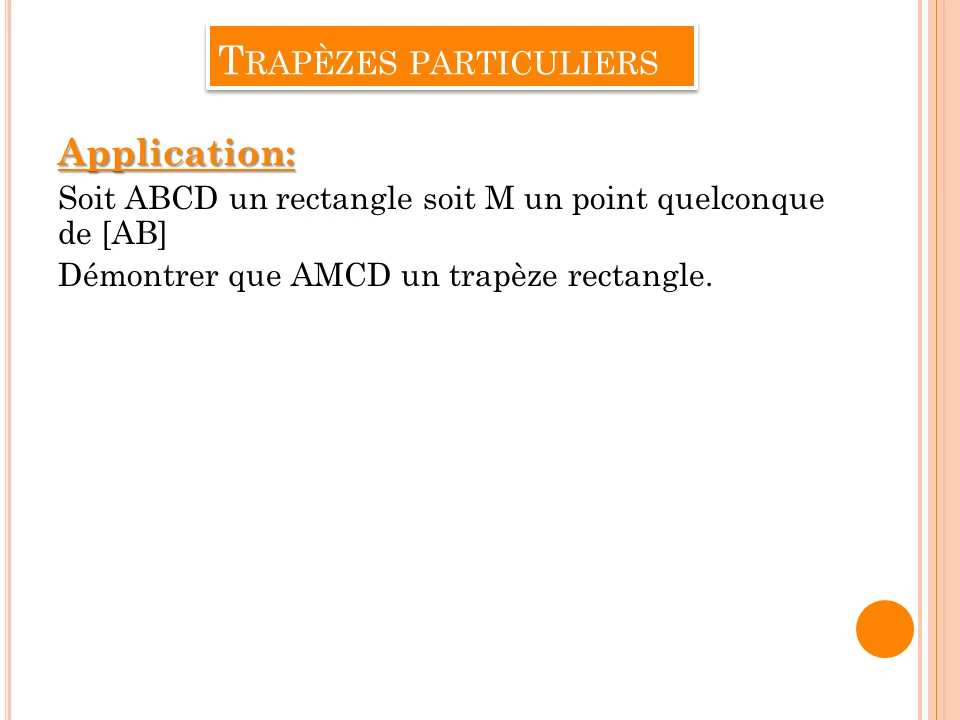 TRAPÈZES PARTICULIERS
Application:
Soit ABCD un rectangle soit M un point quelconque
de [AB]
Démontrer que AMCD un trapèze rectangle.